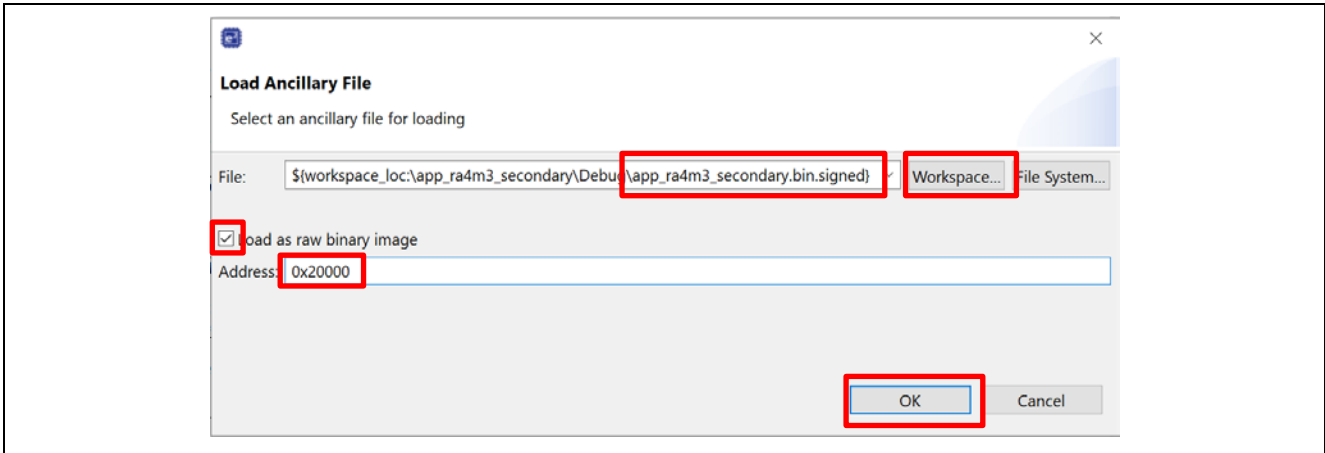 Load Ancillary File
Select an ancillary file for loading
File: ${workspace_loc:\app_ra4m3_secondary\Debug\app_ra4m3_secondary.bin.signed} Workspace... File System...
Load as raw binary image
Address: 0x20000
OK Cancel